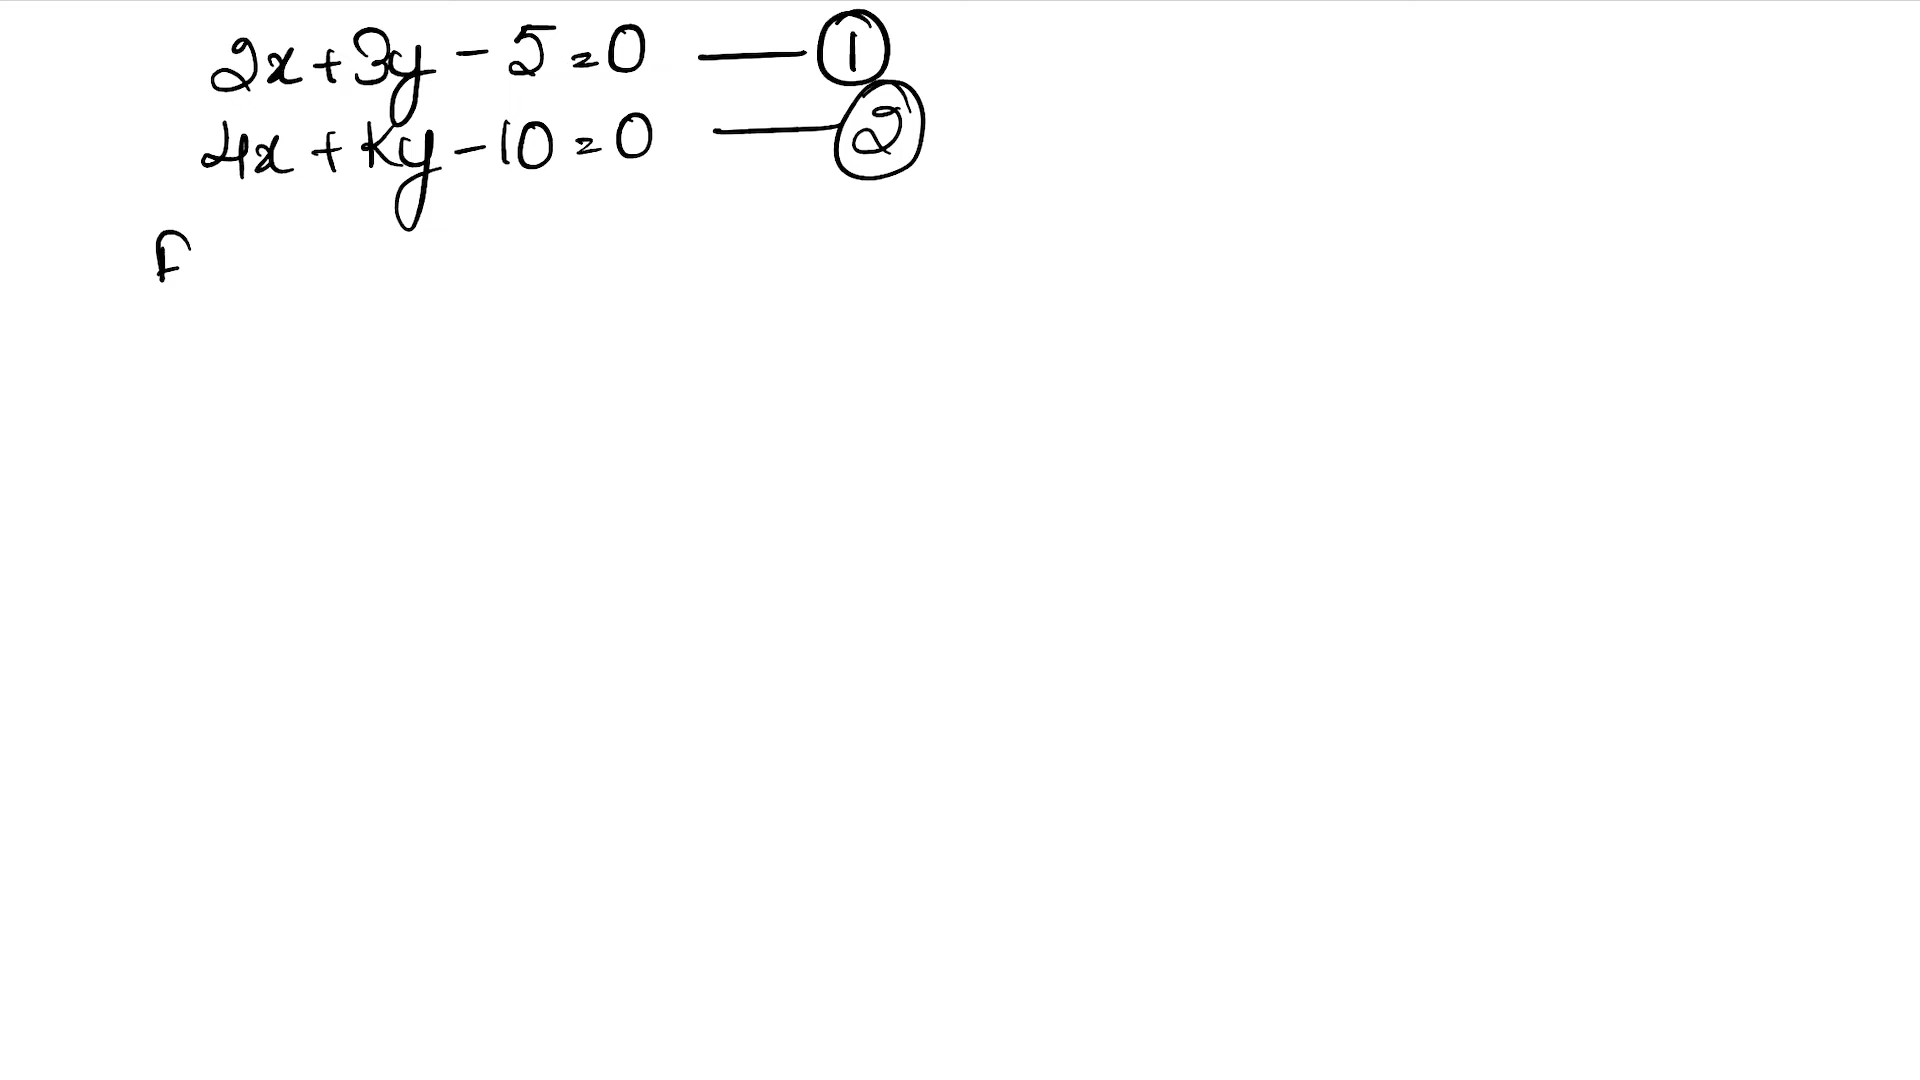 2x + 3y - 5 = 0 —— ①
4x + ky - 10 = 0 —— ②
F